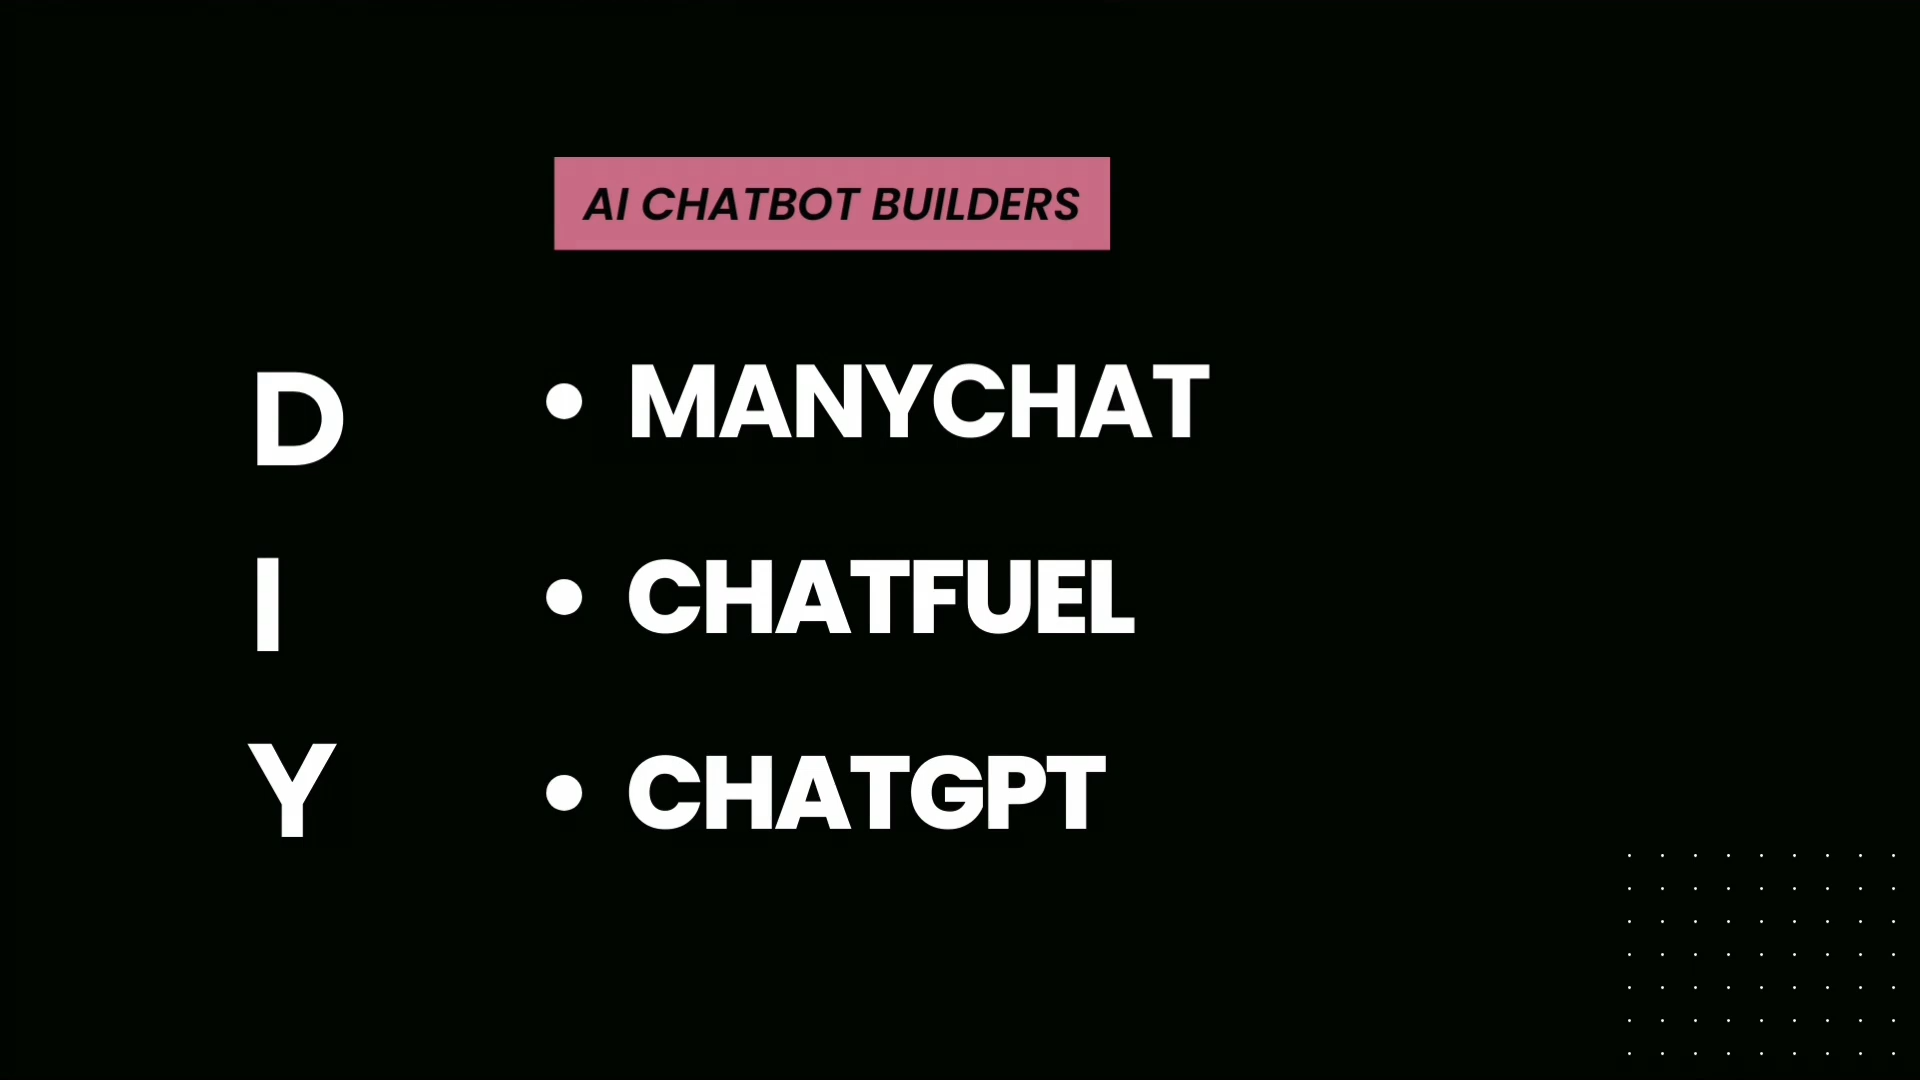 AI CHATBOT BUILDERS
D
I
Y
• MANYCHAT
• CHATFUEL
• CHATGPT